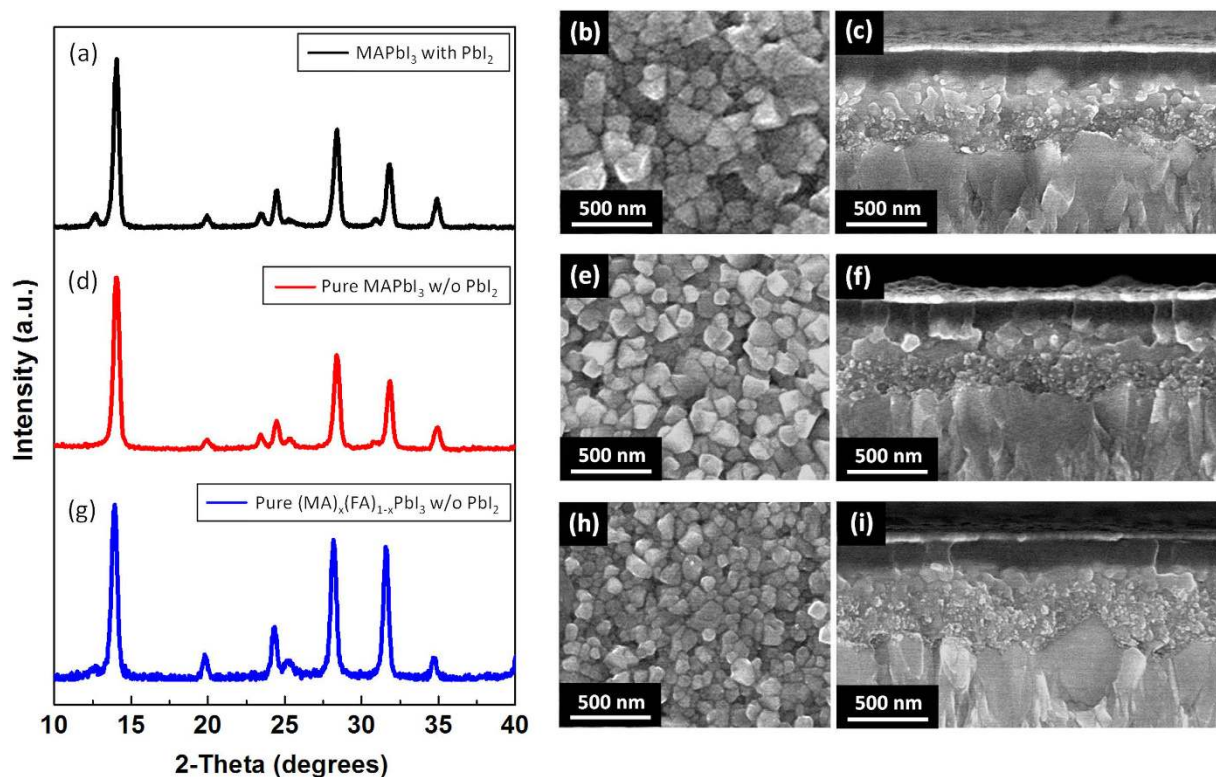 (a)
MAPbI₃ with PbI₂
(d)
Pure MAPbI₃ w/o PbI₂
(g)
Pure (MA)ₓ(FA)₁₋ₓPbI₃ w/o PbI₂
Intensity (a.u.)
10 15 20 25 30 35 40
2-Theta (degrees)
(b)
500 nm
(c)
500 nm
(e)
500 nm
(f)
500 nm
(h)
500 nm
(i)
500 nm